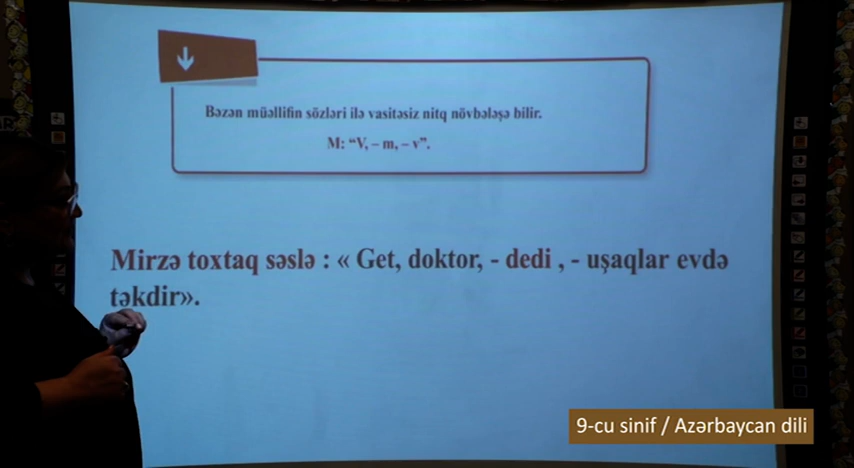 Bəzən müəllifin sözləri ilə vasitəsiz nitq növbələşə bilir.
M: “V, – m, – v”.
Mirzə toxtaq səslə : « Get, doktor, - dedi , - uşaqlar evdə
təkdir».
9-cu sinif / Azərbaycan dili